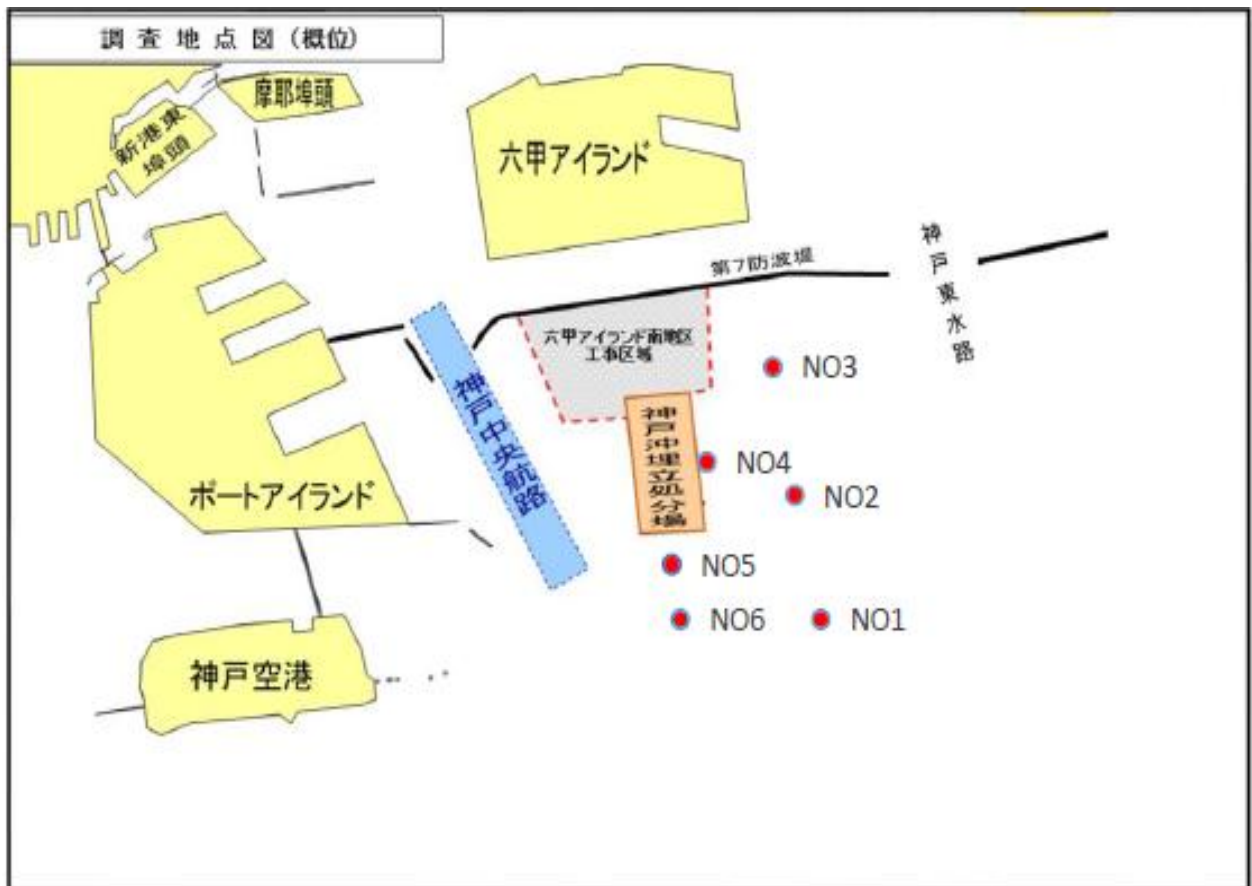 調査地点図(概位)
摩耶埠頭
新港東
埠頭
六甲アイランド
神戸東水路
第7防波堤
六甲アイランド南地区
工事区域
NO3
神戸中央航路
神戸沖埋立処分場
NO4
ポートアイランド
NO2
NO5
NO6
NO1
神戸空港